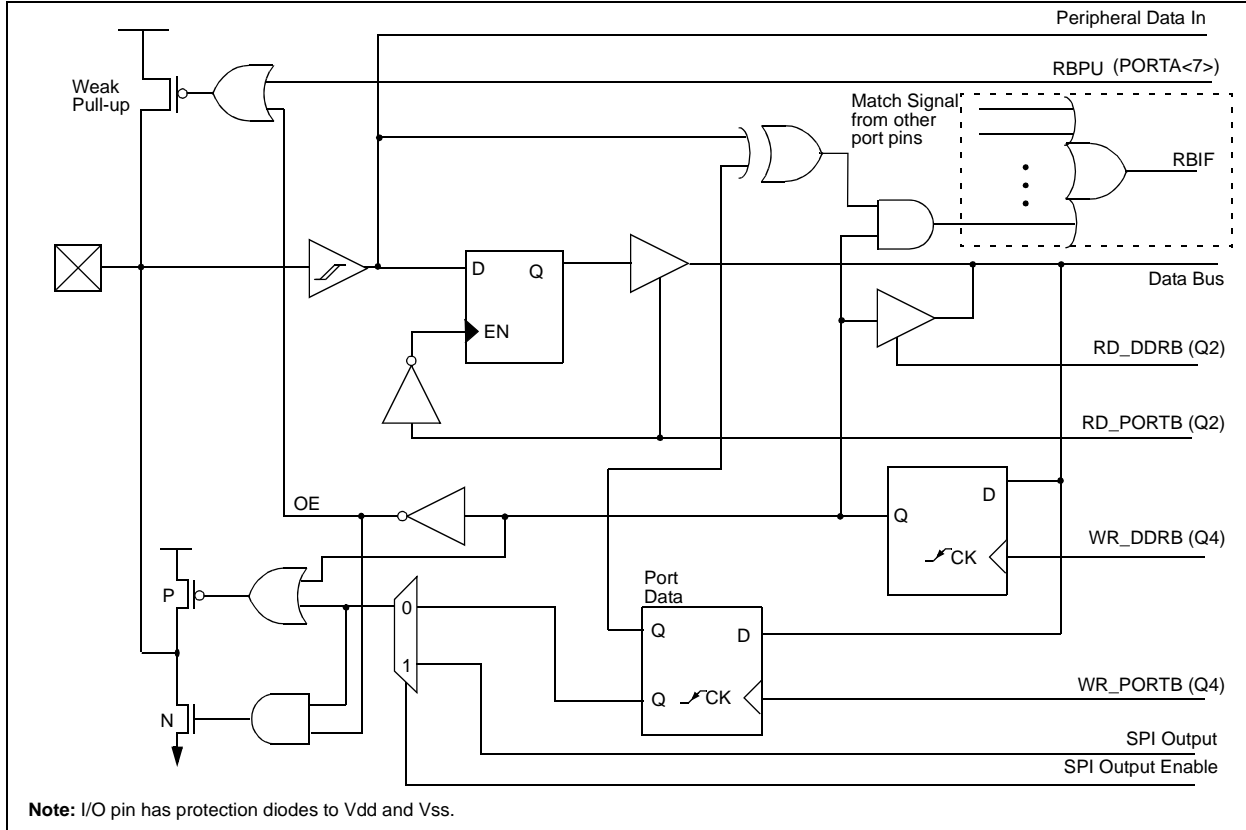 Peripheral Data In
RBPU (PORTA<7>)
Weak
Pull-up
Match Signal
from other
port pins
RBIF
D
Q
EN
Data Bus
RD_DDRB (Q2)
RD_PORTB (Q2)
OE
D
Q
CK
WR_DDRB (Q4)
P
Port
Data
0
Q
D
1
Q
CK
WR_PORTB (Q4)
N
SPI Output
SPI Output Enable
Note: I/O pin has protection diodes to Vdd and Vss.